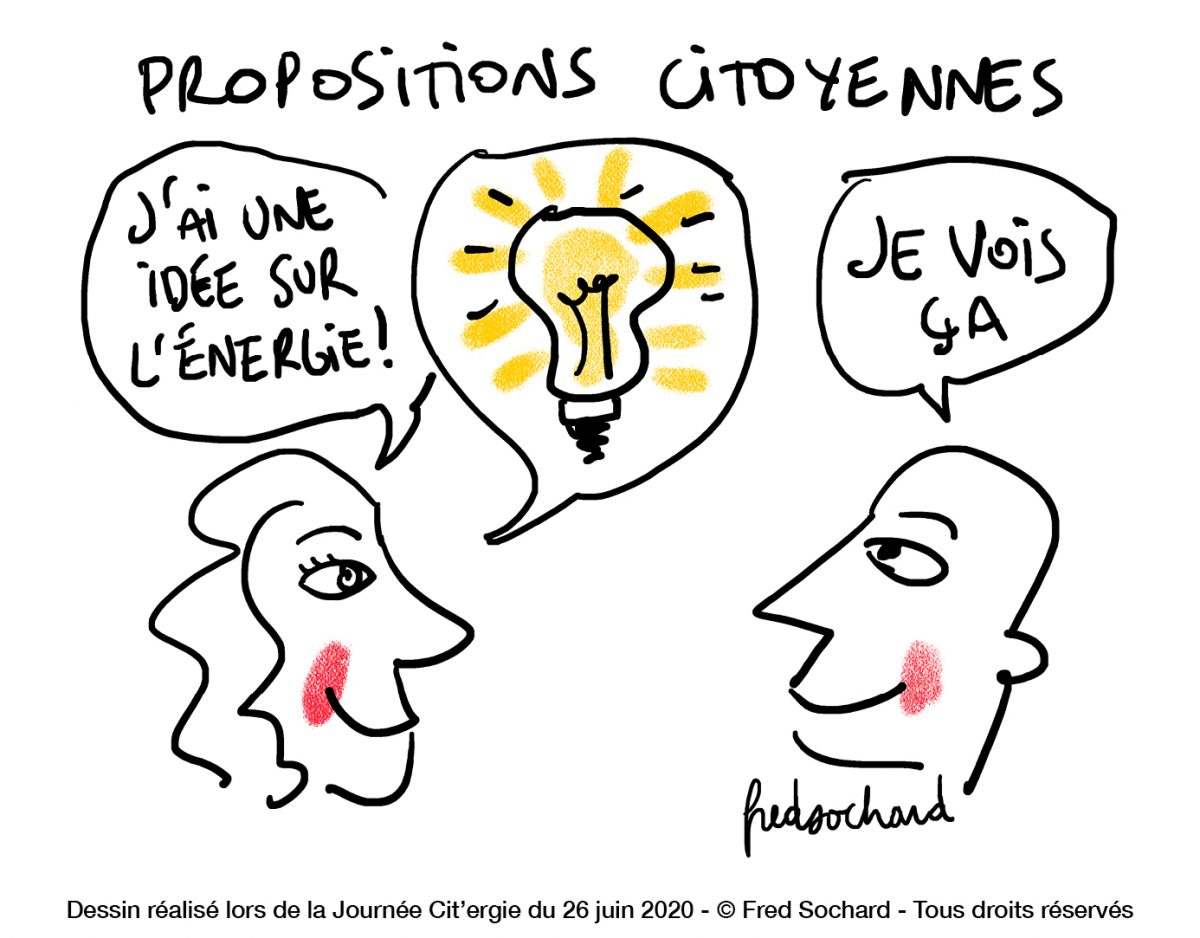 PROPOSITIONS CITOYENNES
J'AI UNE
IDÉE SUR
L'ÉNERGIE!
JE VOIS
ÇA
fredsochard
Dessin réalisé lors de la Journée Cit'ergie du 26 juin 2020 - © Fred Sochard - Tous droits réservés